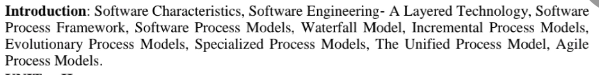 Introduction: Software Characteristics, Software Engineering- A Layered Technology, Software
Process Framework, Software Process Models, Waterfall Model, Incremental Process Models,
Evolutionary Process Models, Specialized Process Models, The Unified Process Model, Agile
Process Models.